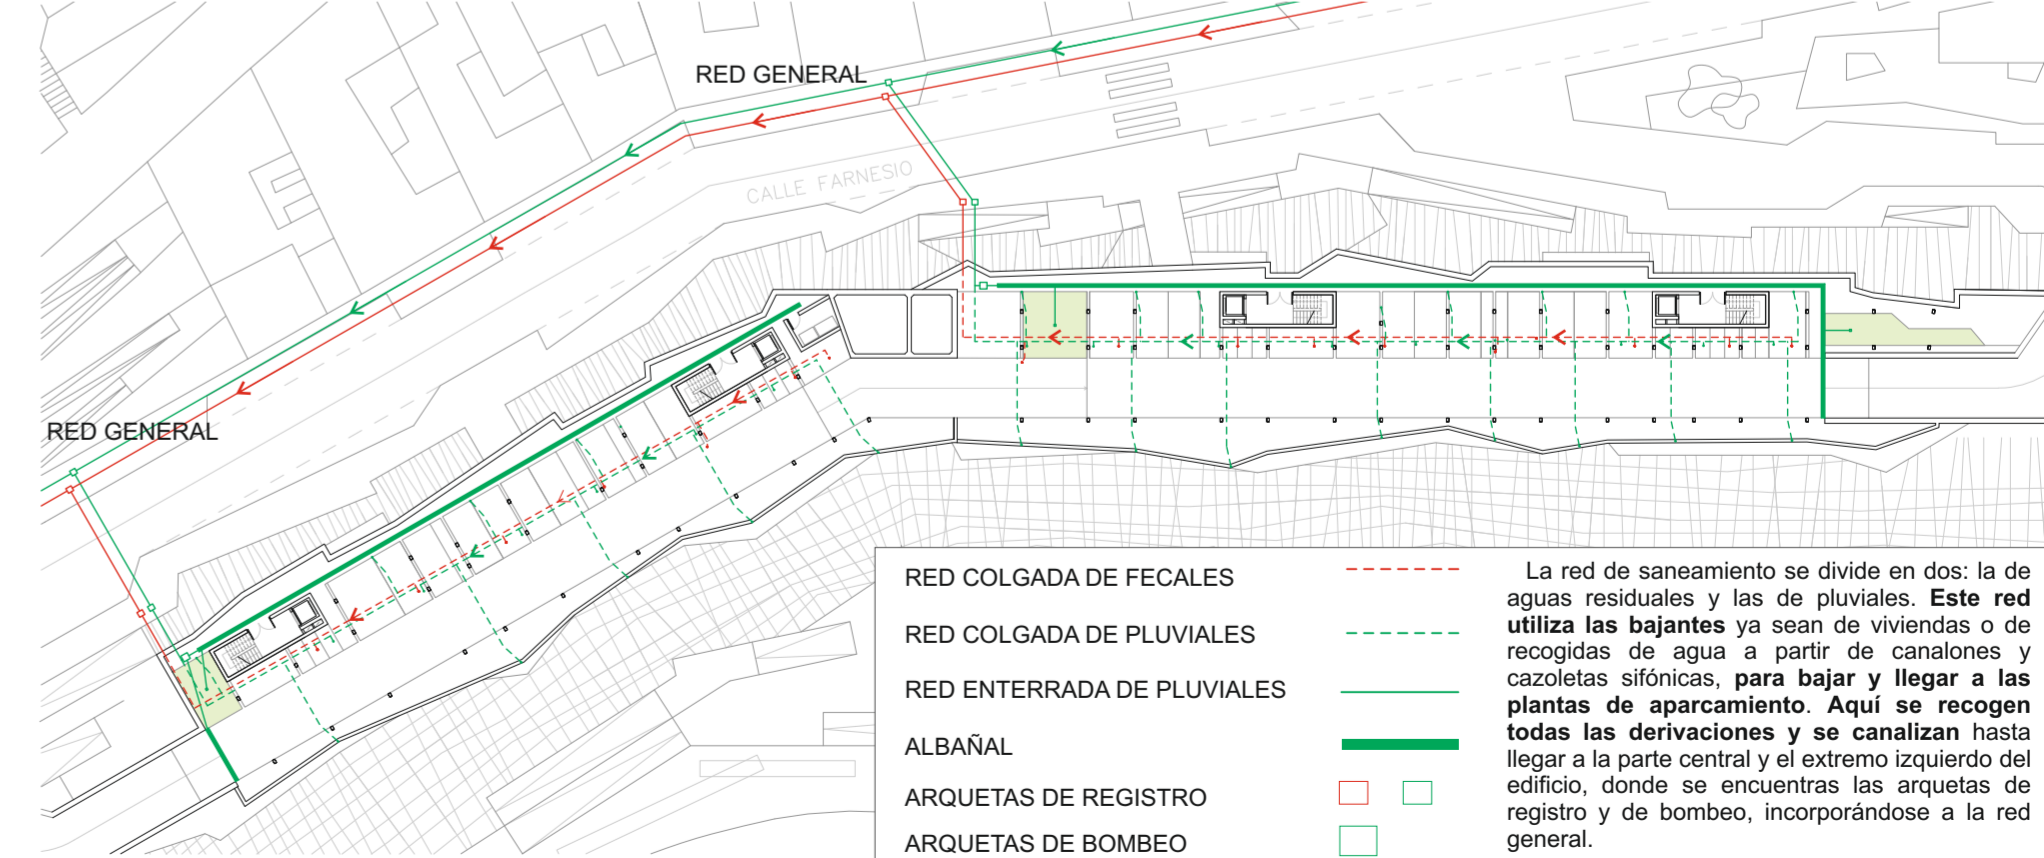 RED GENERAL
CALLE FARNESIO
RED GENERAL
RED COLGADA DE FECALES
RED COLGADA DE PLUVIALES
RED ENTERRADA DE PLUVIALES
ALBAÑAL
ARQUETAS DE REGISTRO
ARQUETAS DE BOMBEO
La red de saneamiento se divide en dos: la de
aguas residuales y las de pluviales. Este red
utiliza las bajantes ya sean de viviendas o de
recogidas de agua a partir de canalones y
cazoletas sifónicas, para bajar y llegar a las
plantas de aparcamiento. Aquí se recogen
todas las derivaciones y se canalizan hasta
llegar a la parte central y el extremo izquierdo del
edificio, donde se encuentras las arquetas de
registro y de bombeo, incorporándose a la red
general.